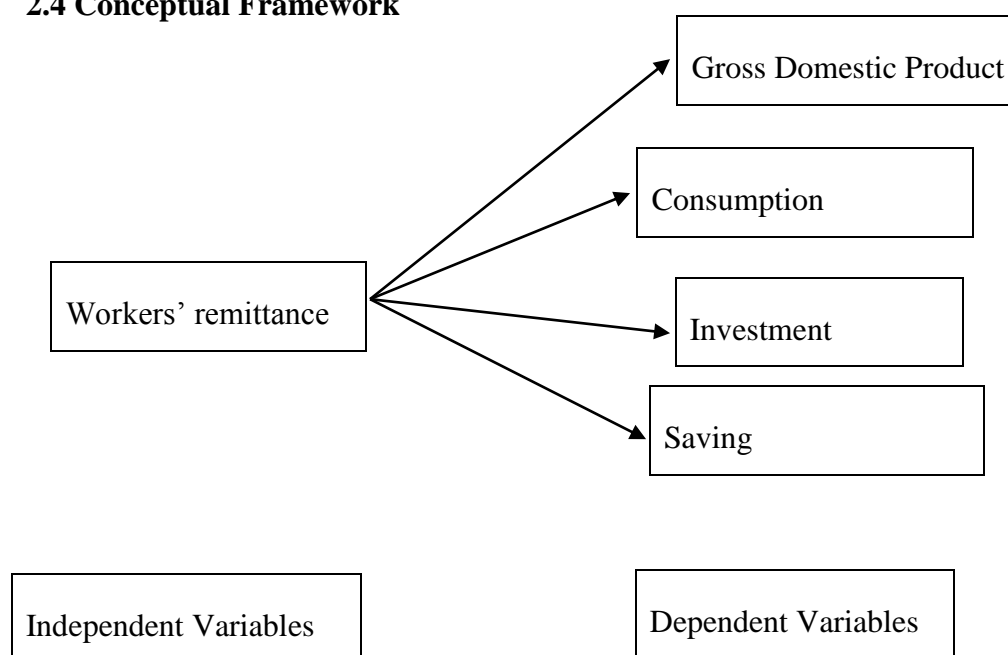 2.4 Conceptual Framework
Gross Domestic Product
Consumption
Workers’ remittance
Investment
Saving
Independent Variables
Dependent Variables